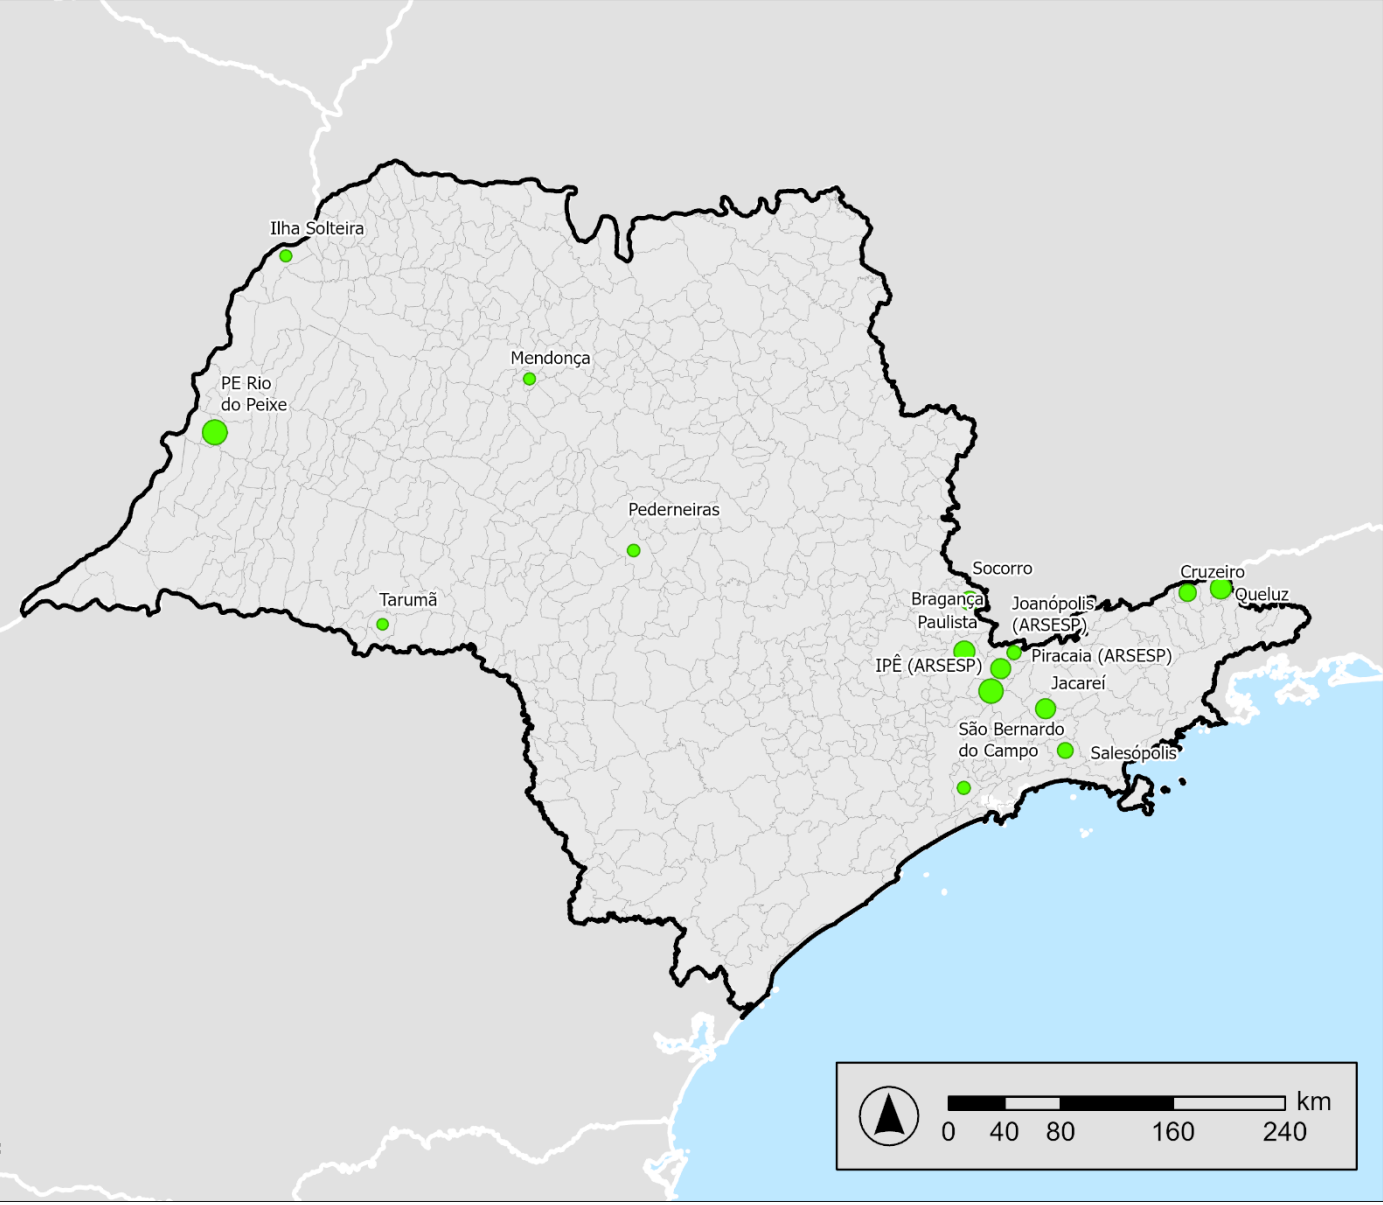 Ilha Solteira
Mendonça
PE Rio
do Peixe
Pederneiras
Tarumã
Socorro
Bragança
Paulista
Joanópolis
(ARSESP)
Cruzeiro
Queluz
IPÊ (ARSESP)
Piracaia (ARSESP)
Jacareí
São Bernardo
do Campo
Salesópolis
km
0 40 80 160 240